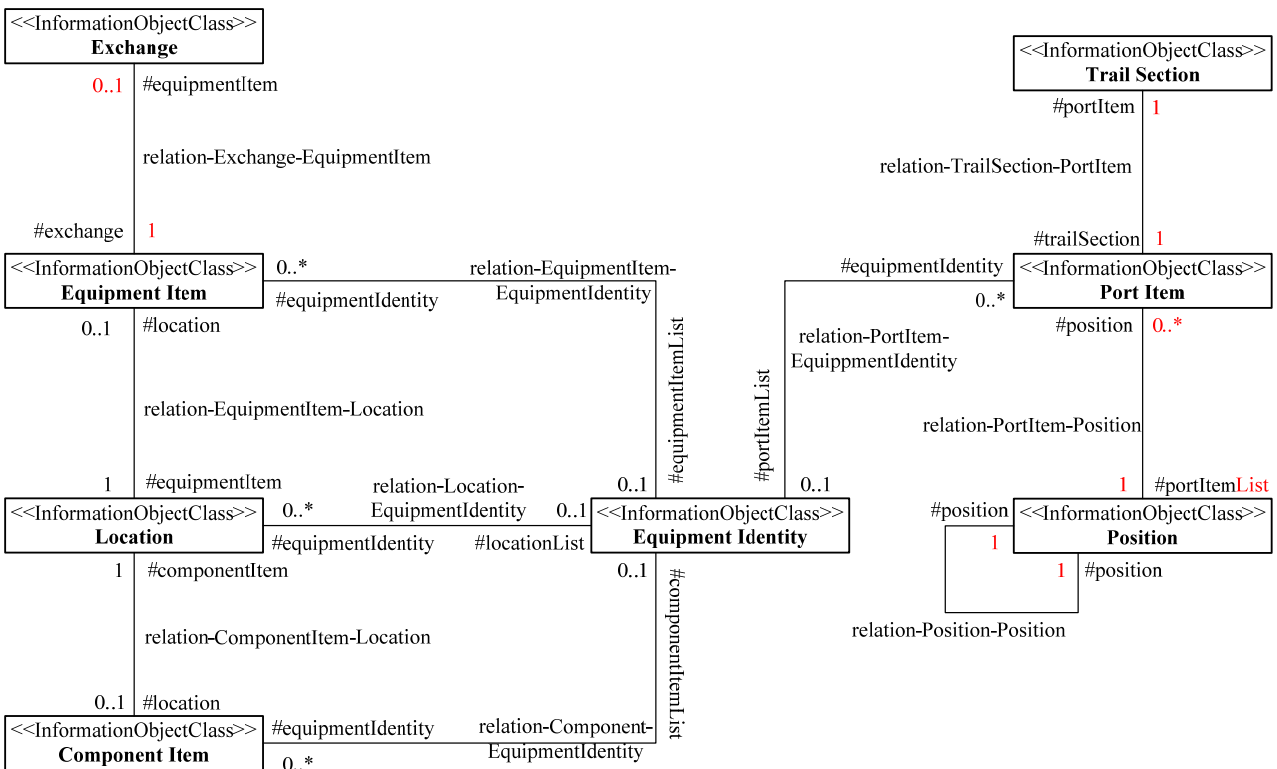 <<InformationObjectClass>>
Exchange
0..1
#equipmentItem
relation-Exchange-EquipmentItem
#exchange
1
<<InformationObjectClass>>
Trail Section
#portItem
1
relation-TrailSection-PortItem
#trailSection
1
<<InformationObjectClass>>
Equipment Item
0..*
#equipmentIdentity
relation-EquipmentItem-
EquipmentIdentity
#equipmentItemList
0..1
#location
relation-EquipmentItem-Location
1
#equipmentItem
#equipmentIdentity
0..*
<<InformationObjectClass>>
Port Item
relation-PortItem-
EquippmentIdentity
#portItemList
#position
0..*
relation-PortItem-Position
1
#portItemList
<<InformationObjectClass>>
Location
0..*
#equipmentIdentity
relation-Location-
EquipmentIdentity
0..1
#locationList
0..1
0..1
<<InformationObjectClass>>
Equipment Identity
0..1
#componentItemList
#position
1
<<InformationObjectClass>>
Position
1
#position
relation-Position-Position
1
#componentItem
relation-ComponentItem-Location
0..1
#location
<<InformationObjectClass>>
Component Item
#equipmentIdentity
0..*
relation-Component-
EquipmentIdentity